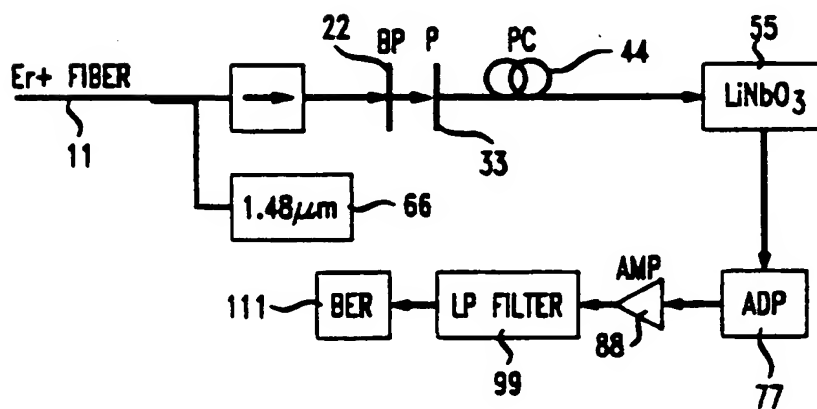 22 BP P PC 55
Er+ FIBER
44
LiNbO3
11
33
1.48μm 66
AMP
111 BER LP FILTER ADP
88
99 77